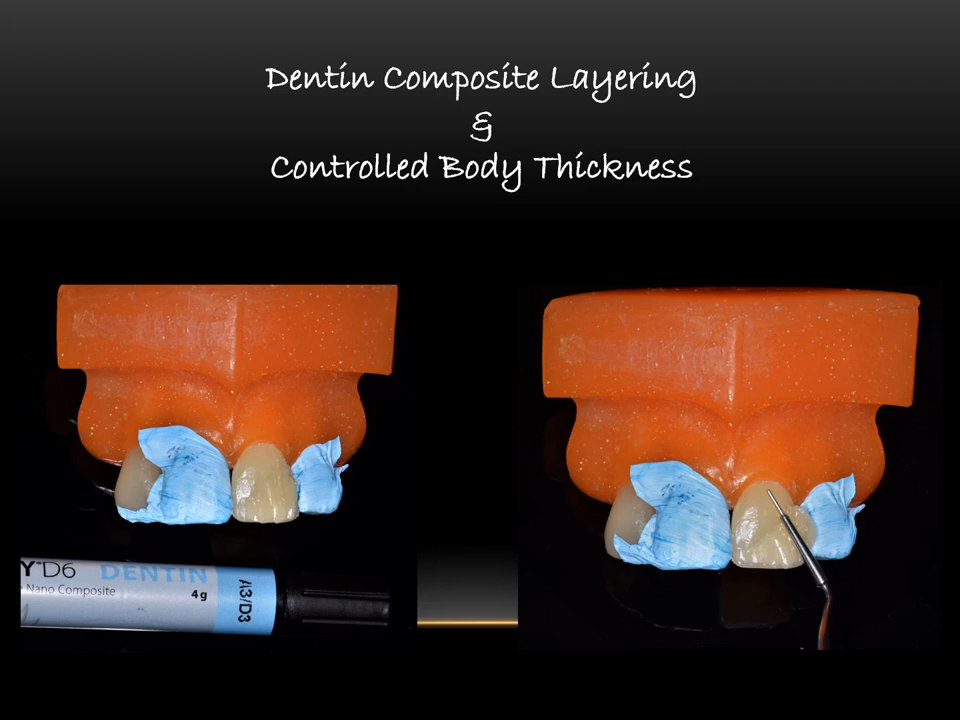 Dentin Composite Layering
&
Controlled Body Thickness
Y D6 DENTIN
Nano Composite
4g
A3/D3